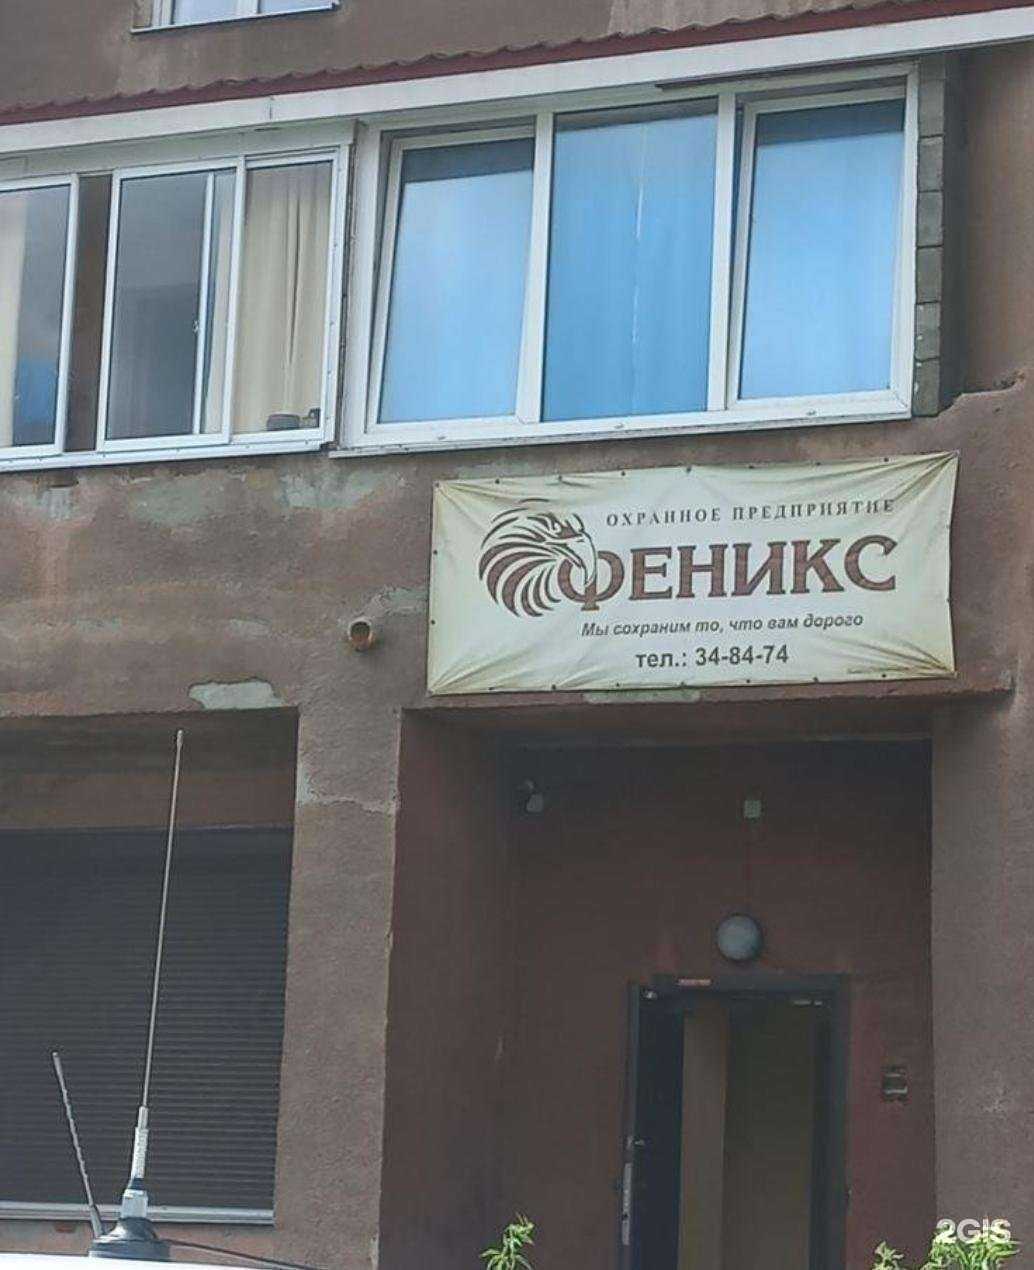 ОХРАННОЕ ПРЕДПРИЯТИЕ
ФЕНИКС
Мы сохраним то, что вам дорого
тел.: 34-84-74
2GIS